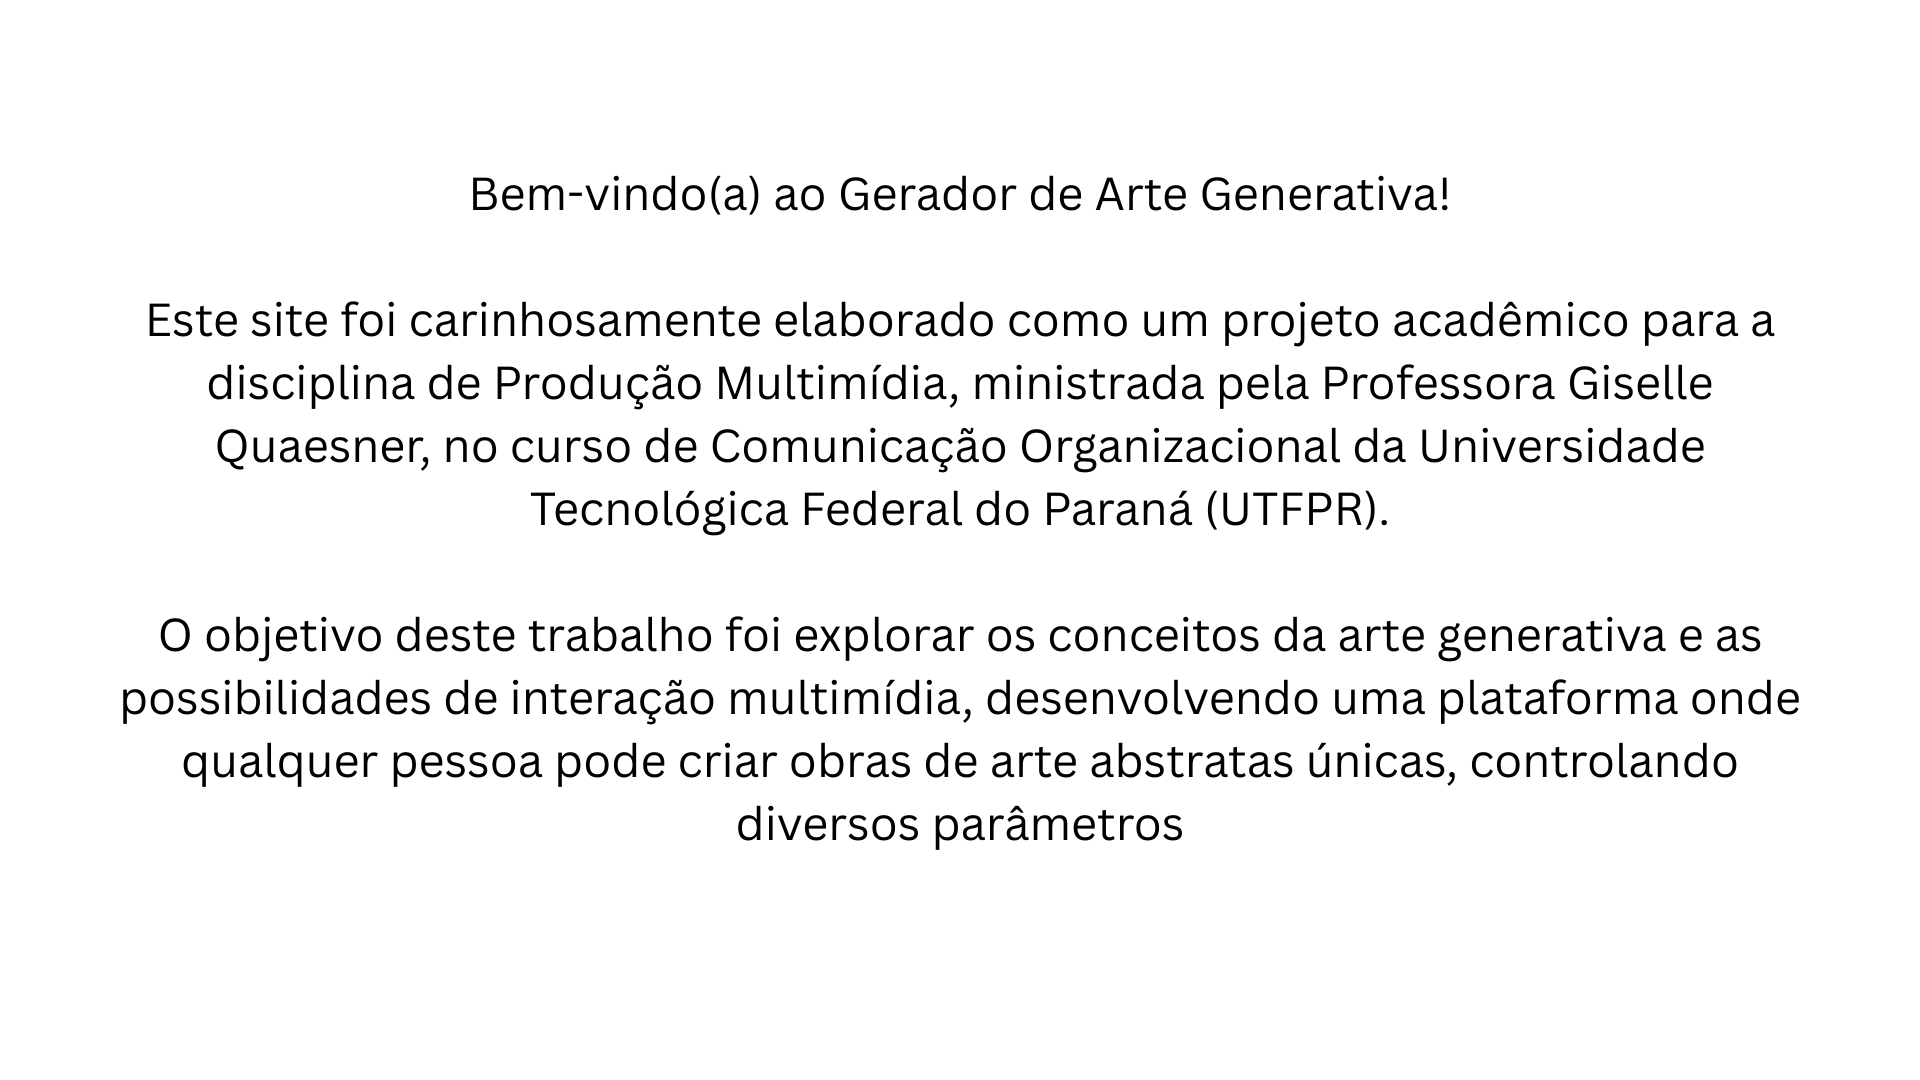 Bem-vindo(a) ao Gerador de Arte Generativa!
Este site foi carinhosamente elaborado como um projeto acadêmico para a
disciplina de Produção Multimídia, ministrada pela Professora Giselle
Quaesner, no curso de Comunicação Organizacional da Universidade
Tecnológica Federal do Paraná (UTFPR).
O objetivo deste trabalho foi explorar os conceitos da arte generativa e as
possibilidades de interação multimídia, desenvolvendo uma plataforma onde
qualquer pessoa pode criar obras de arte abstratas únicas, controlando
diversos parâmetros